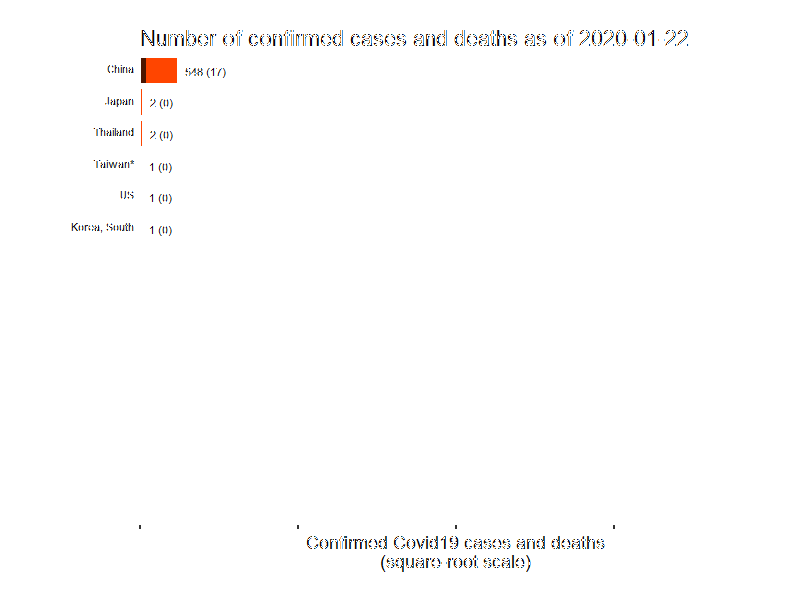 Number of confirmed cases and deaths as of 2020-01-22
China 548 (17)
Japan 2 (0)
Thailand 2 (0)
Taiwan* 1 (0)
US 1 (0)
Korea, South 1 (0)
Confirmed Covid19 cases and deaths
(square-root scale)